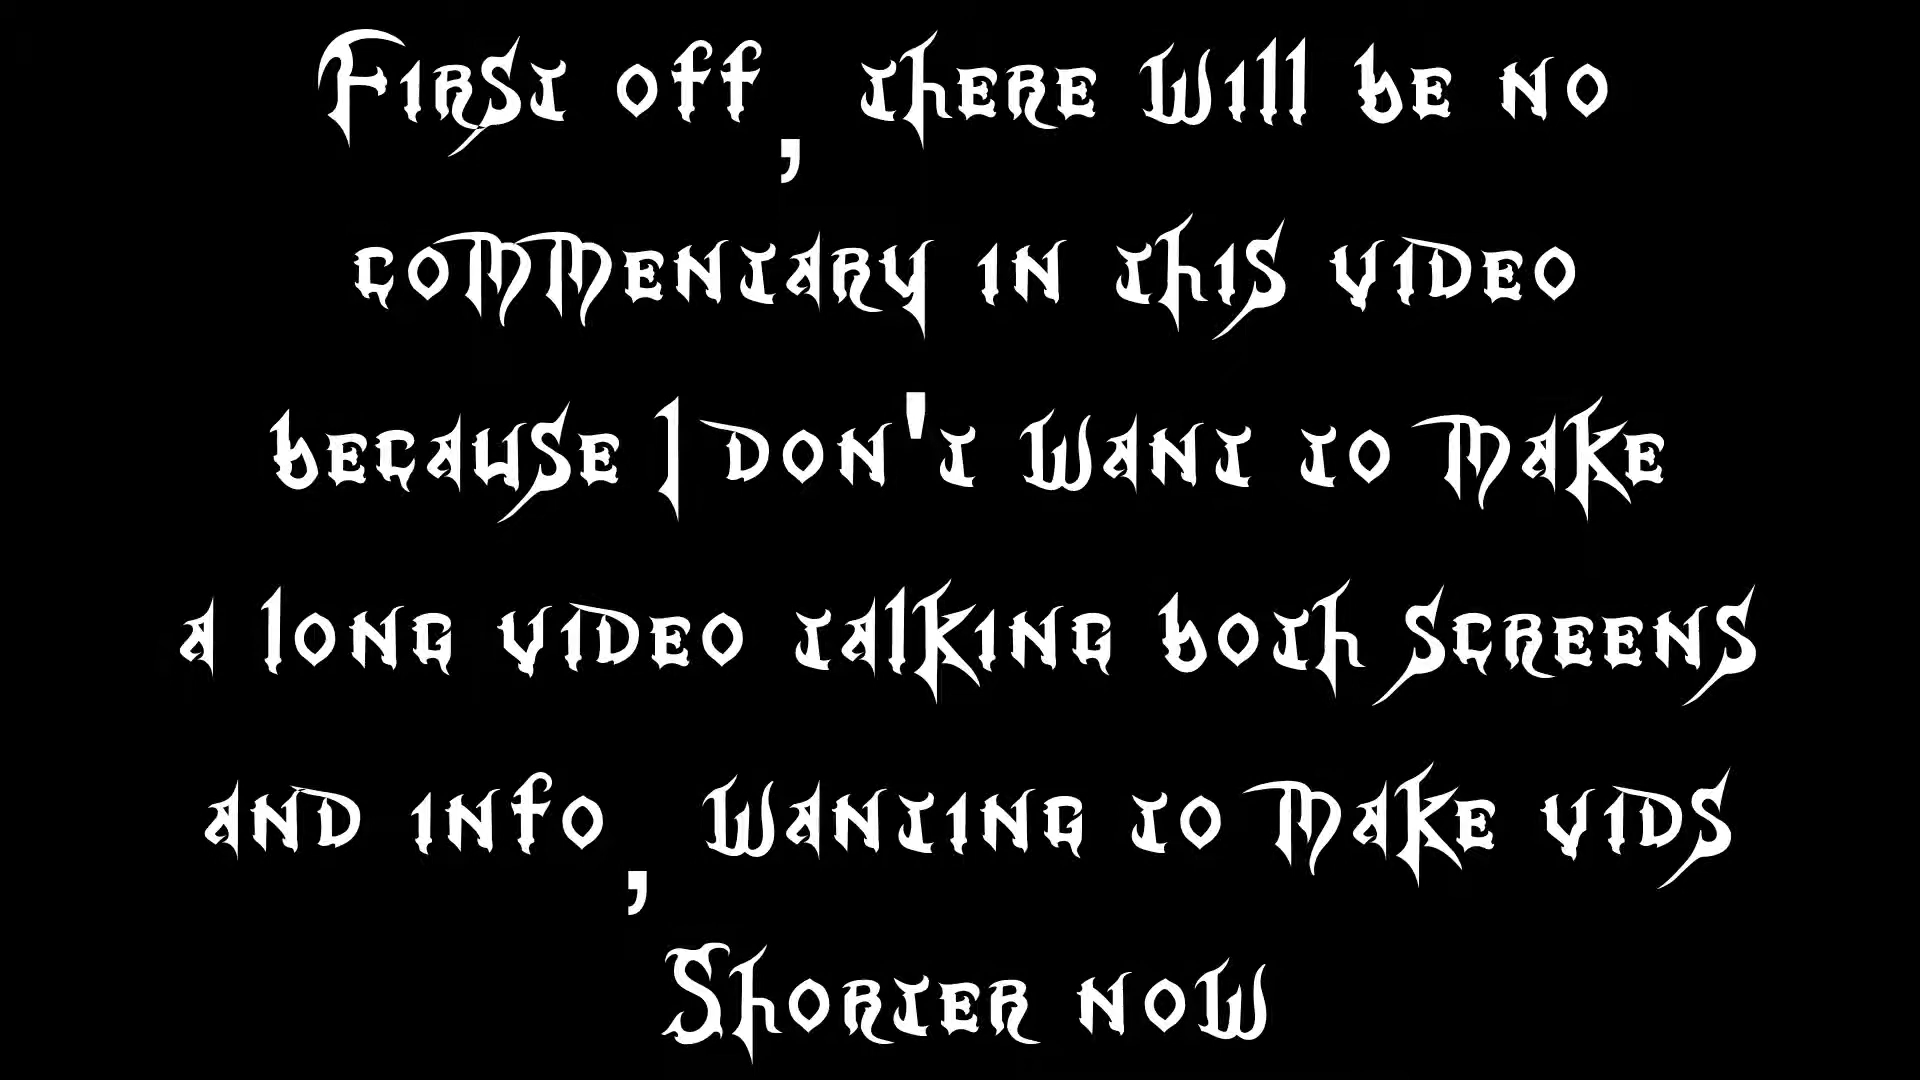 First off, there will be no
commentary in this video
because I don't want to make
a long video talking both screens
and info, wanting to make vids
Shorter now